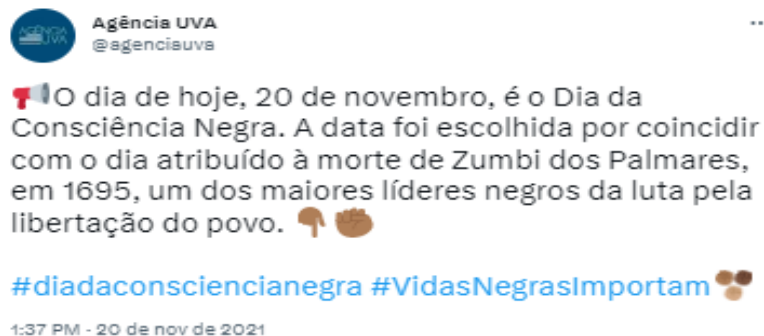 Agência UVA
@agenciauva
📢O dia de hoje, 20 de novembro, é o Dia da
Consciência Negra. A data foi escolhida por coincidir
com o dia atribuído à morte de Zumbi dos Palmares,
em 1695, um dos maiores líderes negros da luta pela
libertação do povo. 👇🏾✊🏾
#diadaconsciencianegra #VidasNegrasImportam
1:37 PM - 20 de nov de 2021